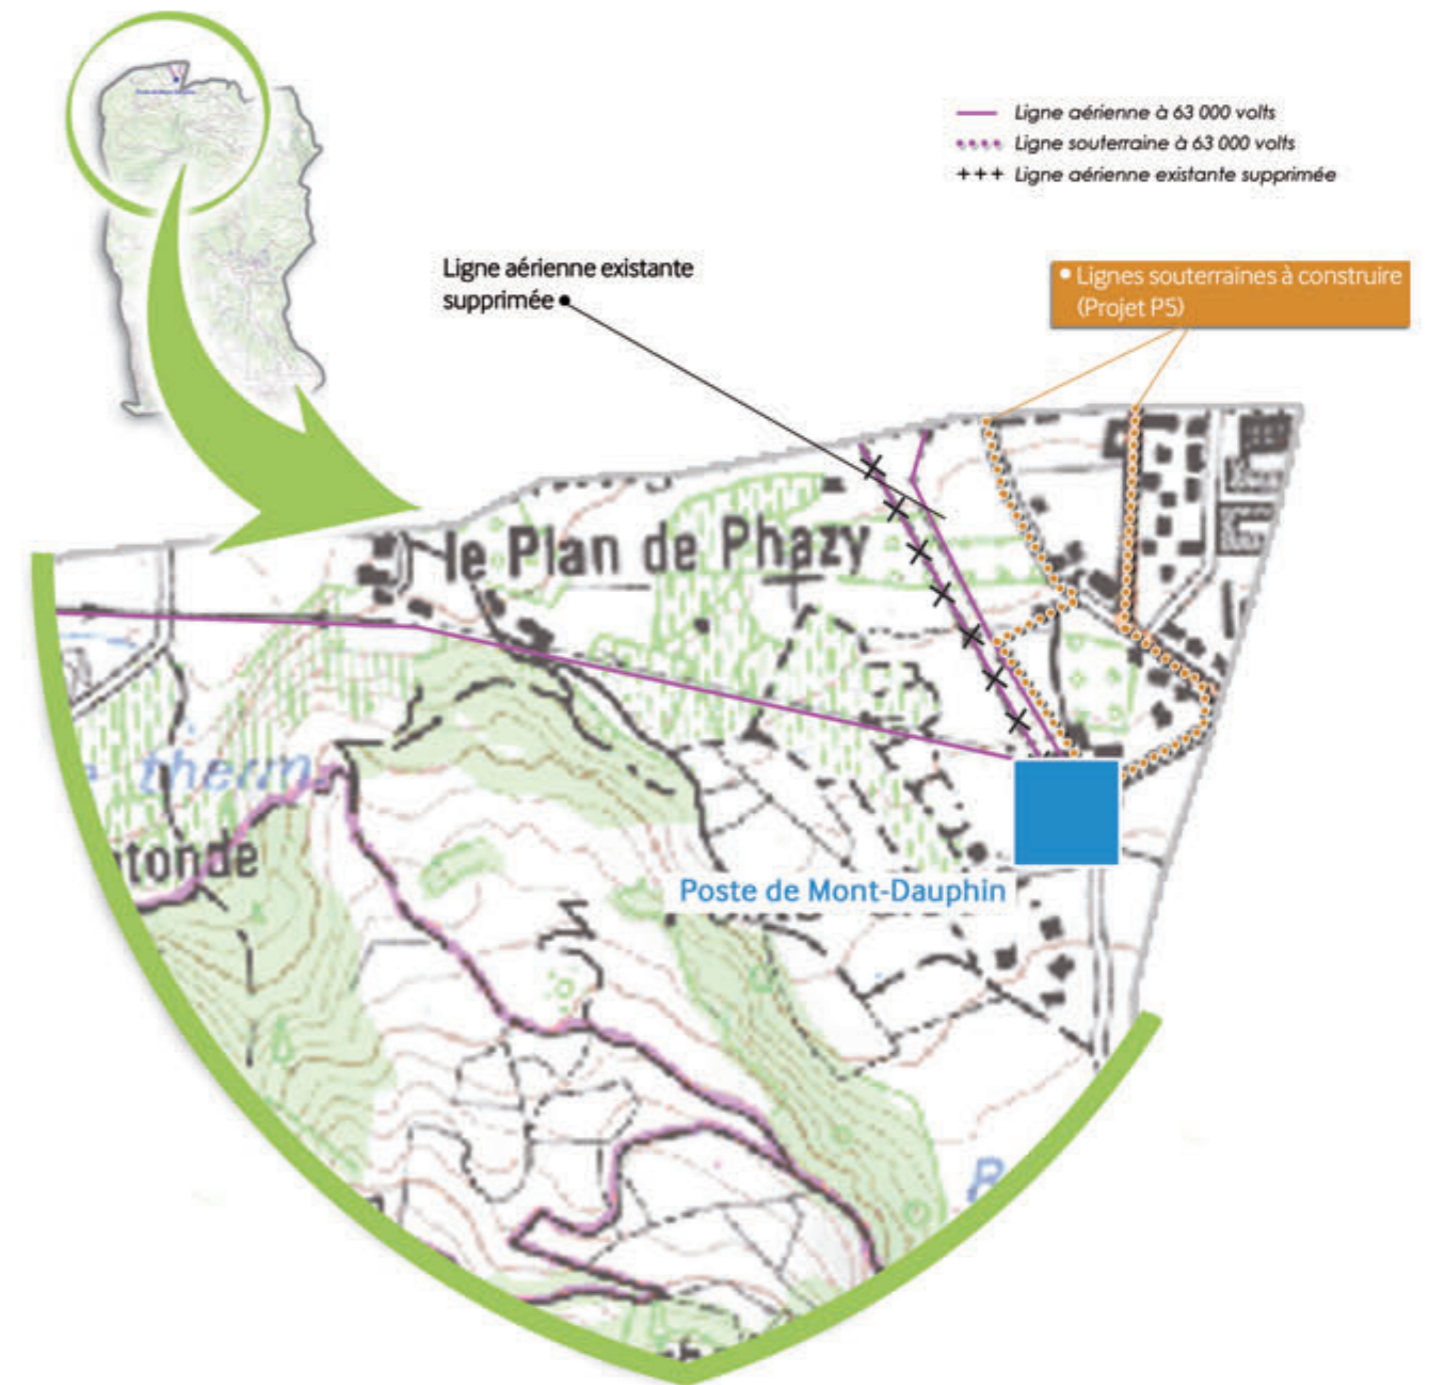 Ligne aérienne à 63 000 volts
Ligne souterraine à 63 000 volts
+++ Ligne aérienne existante supprimée
Ligne aérienne existante
supprimée
• Lignes souterraines à construire
(Projet P5)
le Plan de Phazy
therm
tonde
Poste de Mont-Dauphin
R